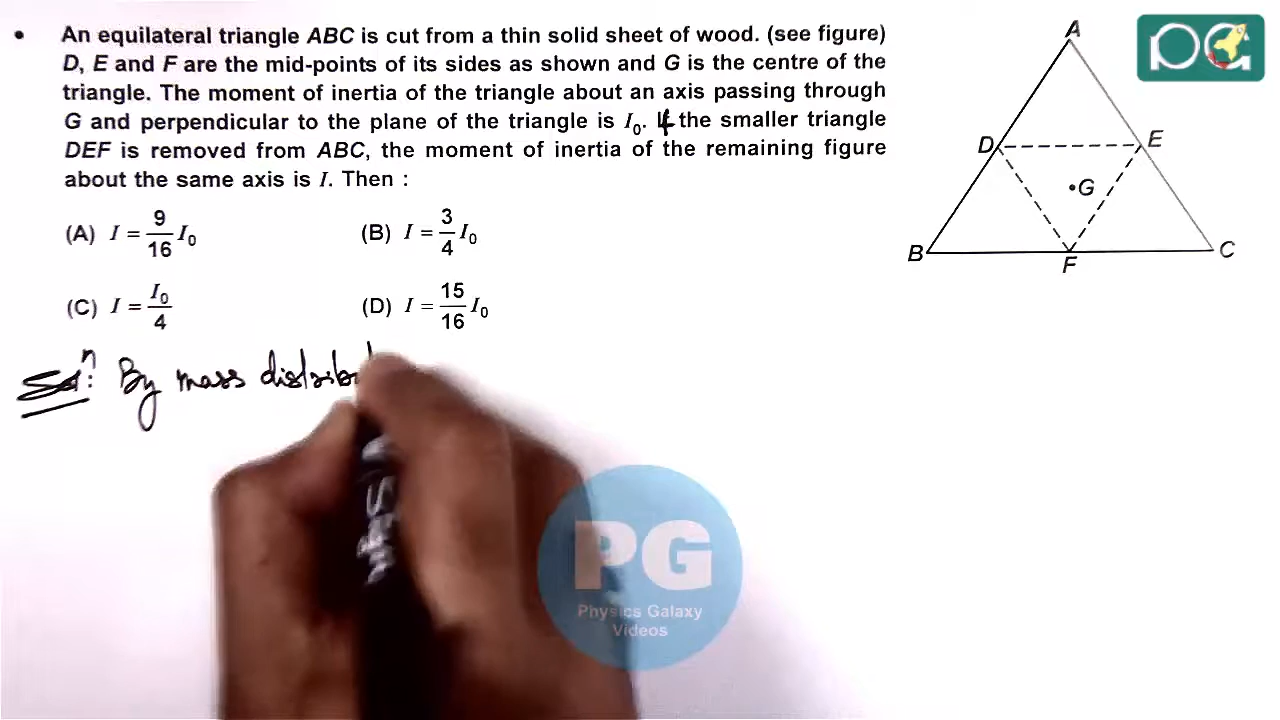 • An equilateral triangle ABC is cut from a thin solid sheet of wood. (see figure)
D, E and F are the mid-points of its sides as shown and G is the centre of the
triangle. The moment of inertia of the triangle about an axis passing through
G and perpendicular to the plane of the triangle is I₀. If the smaller triangle
DEF is removed from ABC, the moment of inertia of the remaining figure
about the same axis is I. Then :
(A) I = 9/16 I₀
(B) I = 3/4 I₀
(C) I = I₀/4
(D) I = 15/16 I₀
A
D
E
•G
B
F
C
Solⁿ: By mass distrib
PG
Physics Galaxy
Videos